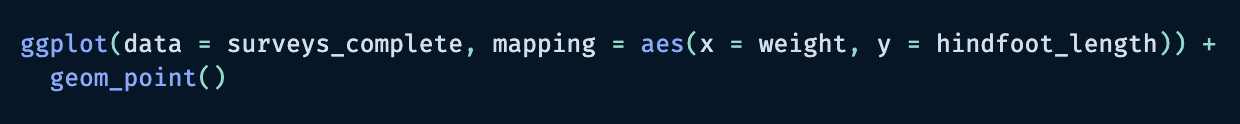 ggplot(data = surveys_complete, mapping = aes(x = weight, y = hindfoot_length)) +
  geom_point()